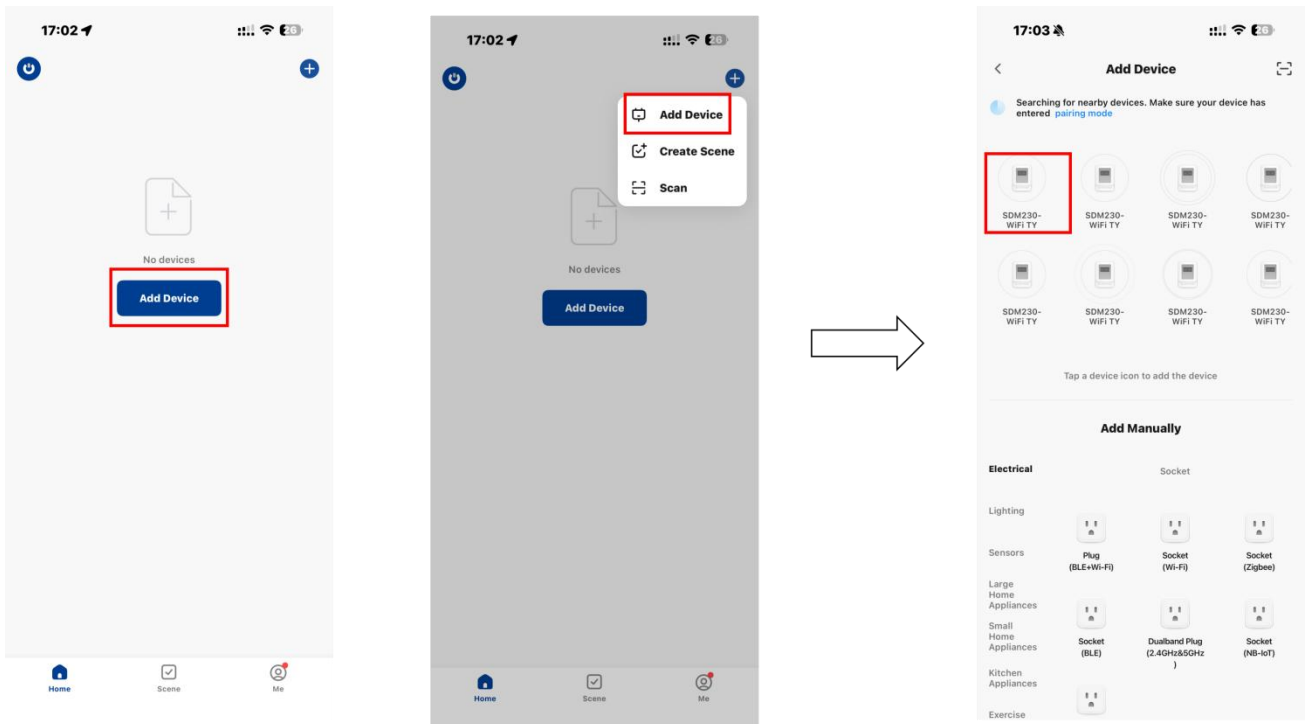 17:02
26
No devices
Add Device
Home
Scene
Me
17:02
26
Add Device
Create Scene
Scan
No devices
Add Device
Home
Scene
Me
17:03
26
Add Device
Searching for nearby devices. Make sure your device has
entered pairing mode
SDM230-
WiFi TY
SDM230-
WiFi TY
SDM230-
WiFi TY
SDM230-
WiFi TY
SDM230-
WiFi TY
SDM230-
WiFi TY
SDM230-
WiFi TY
SDM230-
WiFi TY
Tap a device icon to add the device
Add Manually
Electrical
Lighting
Sensors
Large
Home
Appliances
Small
Home
Appliances
Kitchen
Appliances
Exercise
Socket
Plug
(BLE+Wi-Fi)
Socket
(Wi-Fi)
Socket
(Zigbee)
Socket
(BLE)
Dualband Plug
(2.4GHz&5GHz
)
Socket
(NB-IoT)